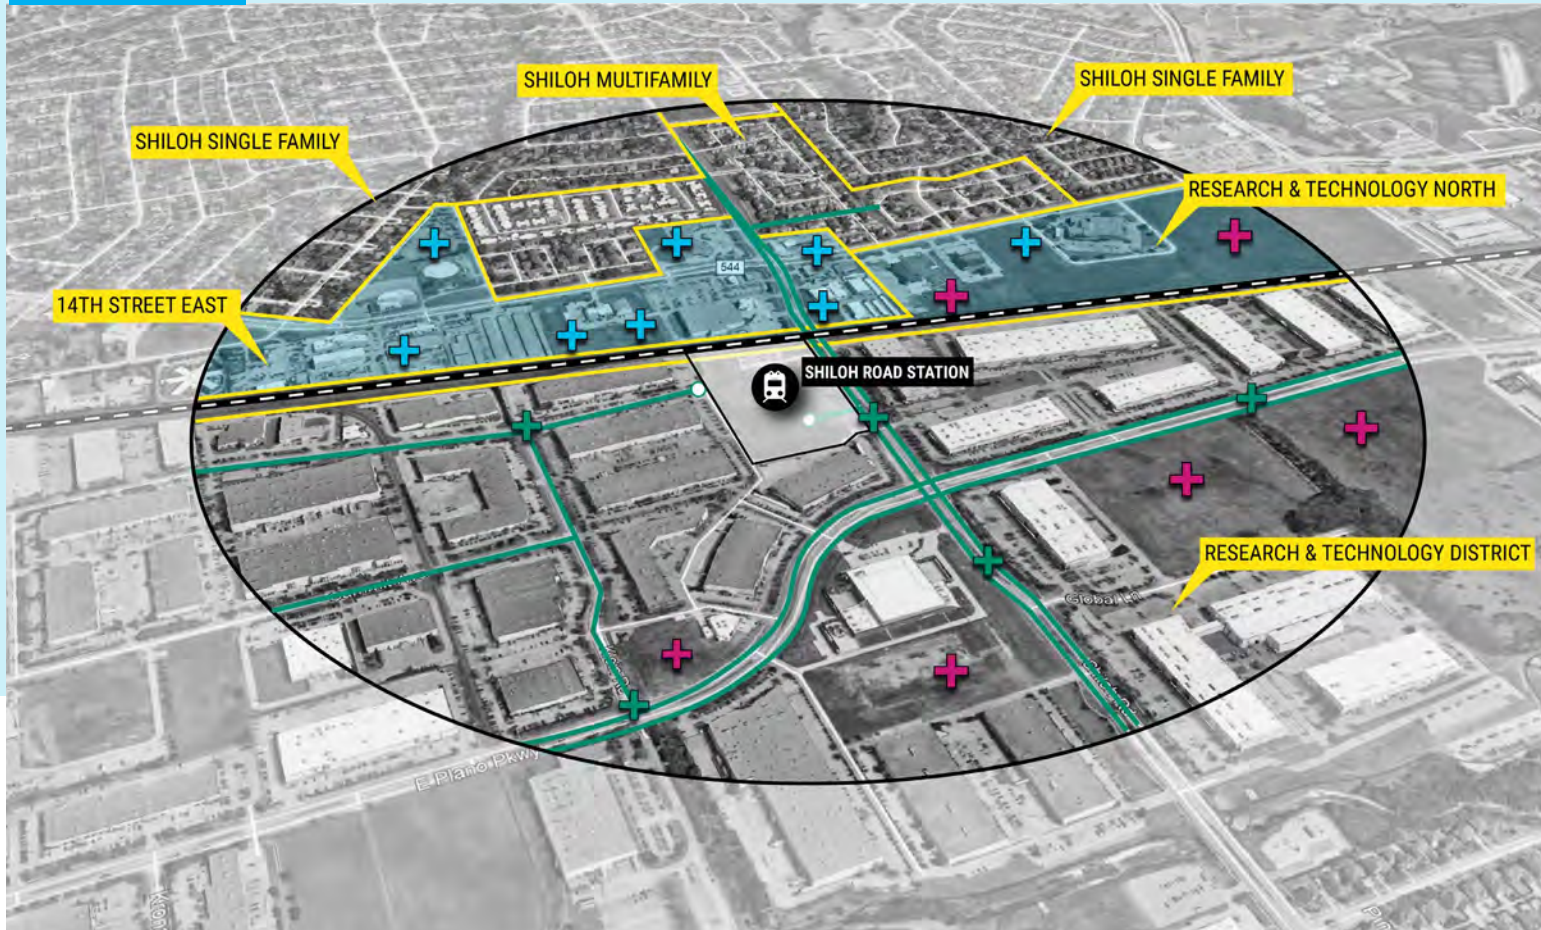 SHILOH MULTIFAMILY
SHILOH SINGLE FAMILY
SHILOH SINGLE FAMILY
RESEARCH & TECHNOLOGY NORTH
544
14TH STREET EAST
SHILOH ROAD STATION
RESEARCH & TECHNOLOGY DISTRICT
Global Ln
E Plano Pkwy